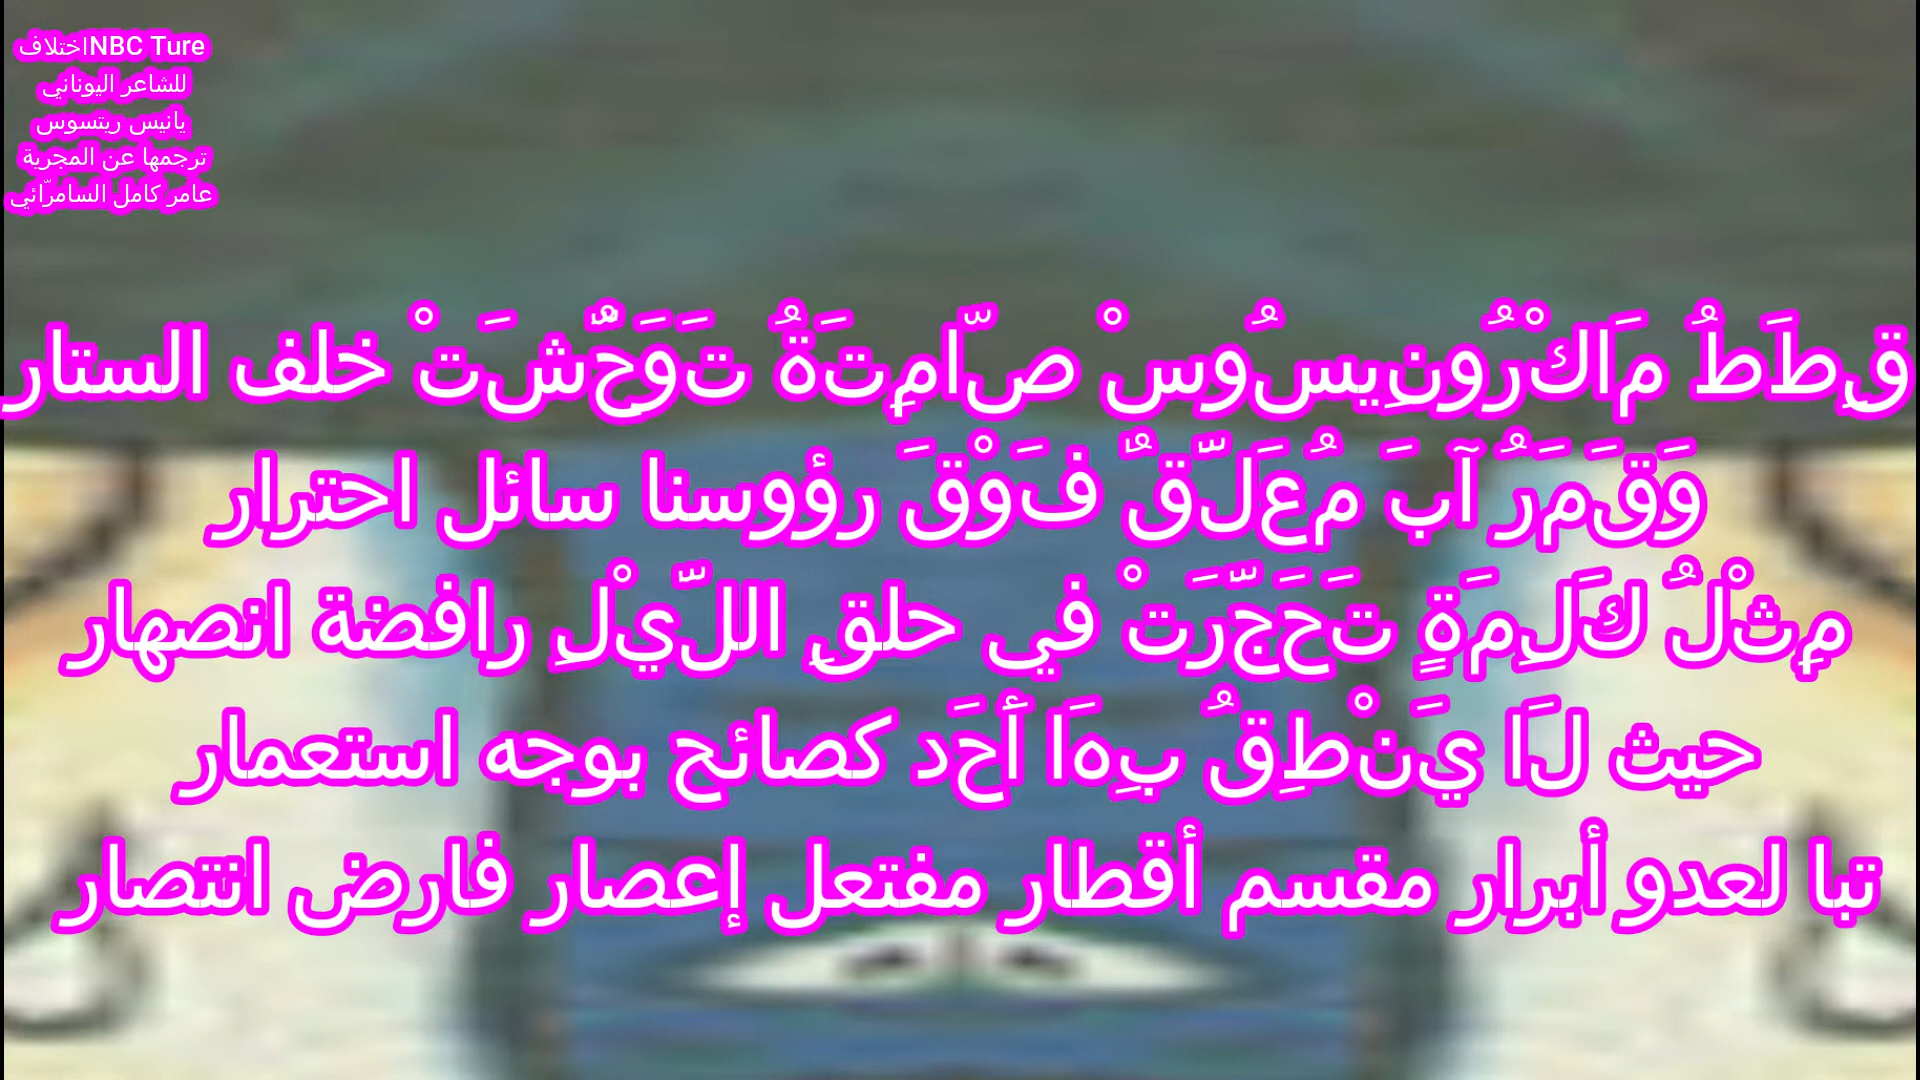 NBC Tureاختلاف
للشاعر اليوناني
يانيس ريتسوس
ترجمها عن المجرية
عامر كامل السامرّائي
قِطَطُ مَاكْرُونِيسُوسْ صّامِتَةُ تَوَحٌّشَتْ خلف الستار
وَقَمَرُ آبَ مُعَلّقٌ فَوْقَ رؤوسنا سائل احترار
مِثْلُ كَلِمَةٍ تَحَجّرَتْ في حلقِ اللّيْلِ رافضة انصهار
حيث لَا يَنْطِقُ بِهَا أَحَد كصائح بوجه استعمار
تبا لعدو أبرار مقسم أقطار مفتعل إعصار فارض انتصار